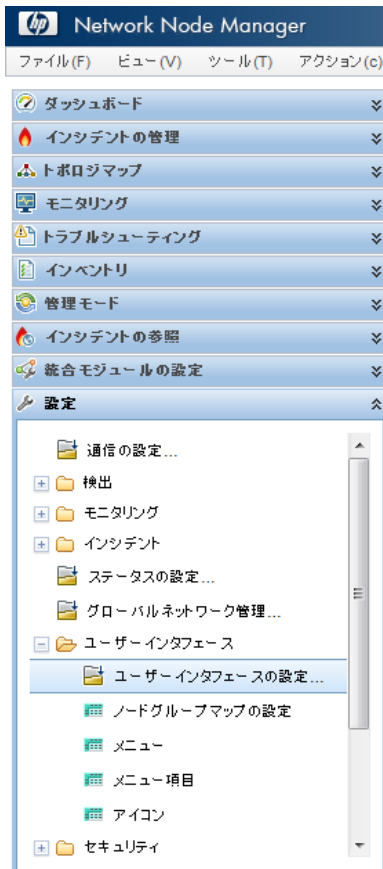 hp Network Node Manager
ファイル(F) ビュー(V) ツール(T) アクション(c)
ダッシュボード
インシデントの管理
トポロジマップ
モニタリング
トラブルシューティング
インベントリ
管理モード
インシデントの参照
統合モジュールの設定
設定
通信の設定...
検出
モニタリング
インシデント
ステータスの設定...
グローバルネットワーク管理...
ユーザーインタフェース
ユーザーインタフェースの設定...
ノードグループマップの設定
メニュー
メニュー項目
アイコン
セキュリティ